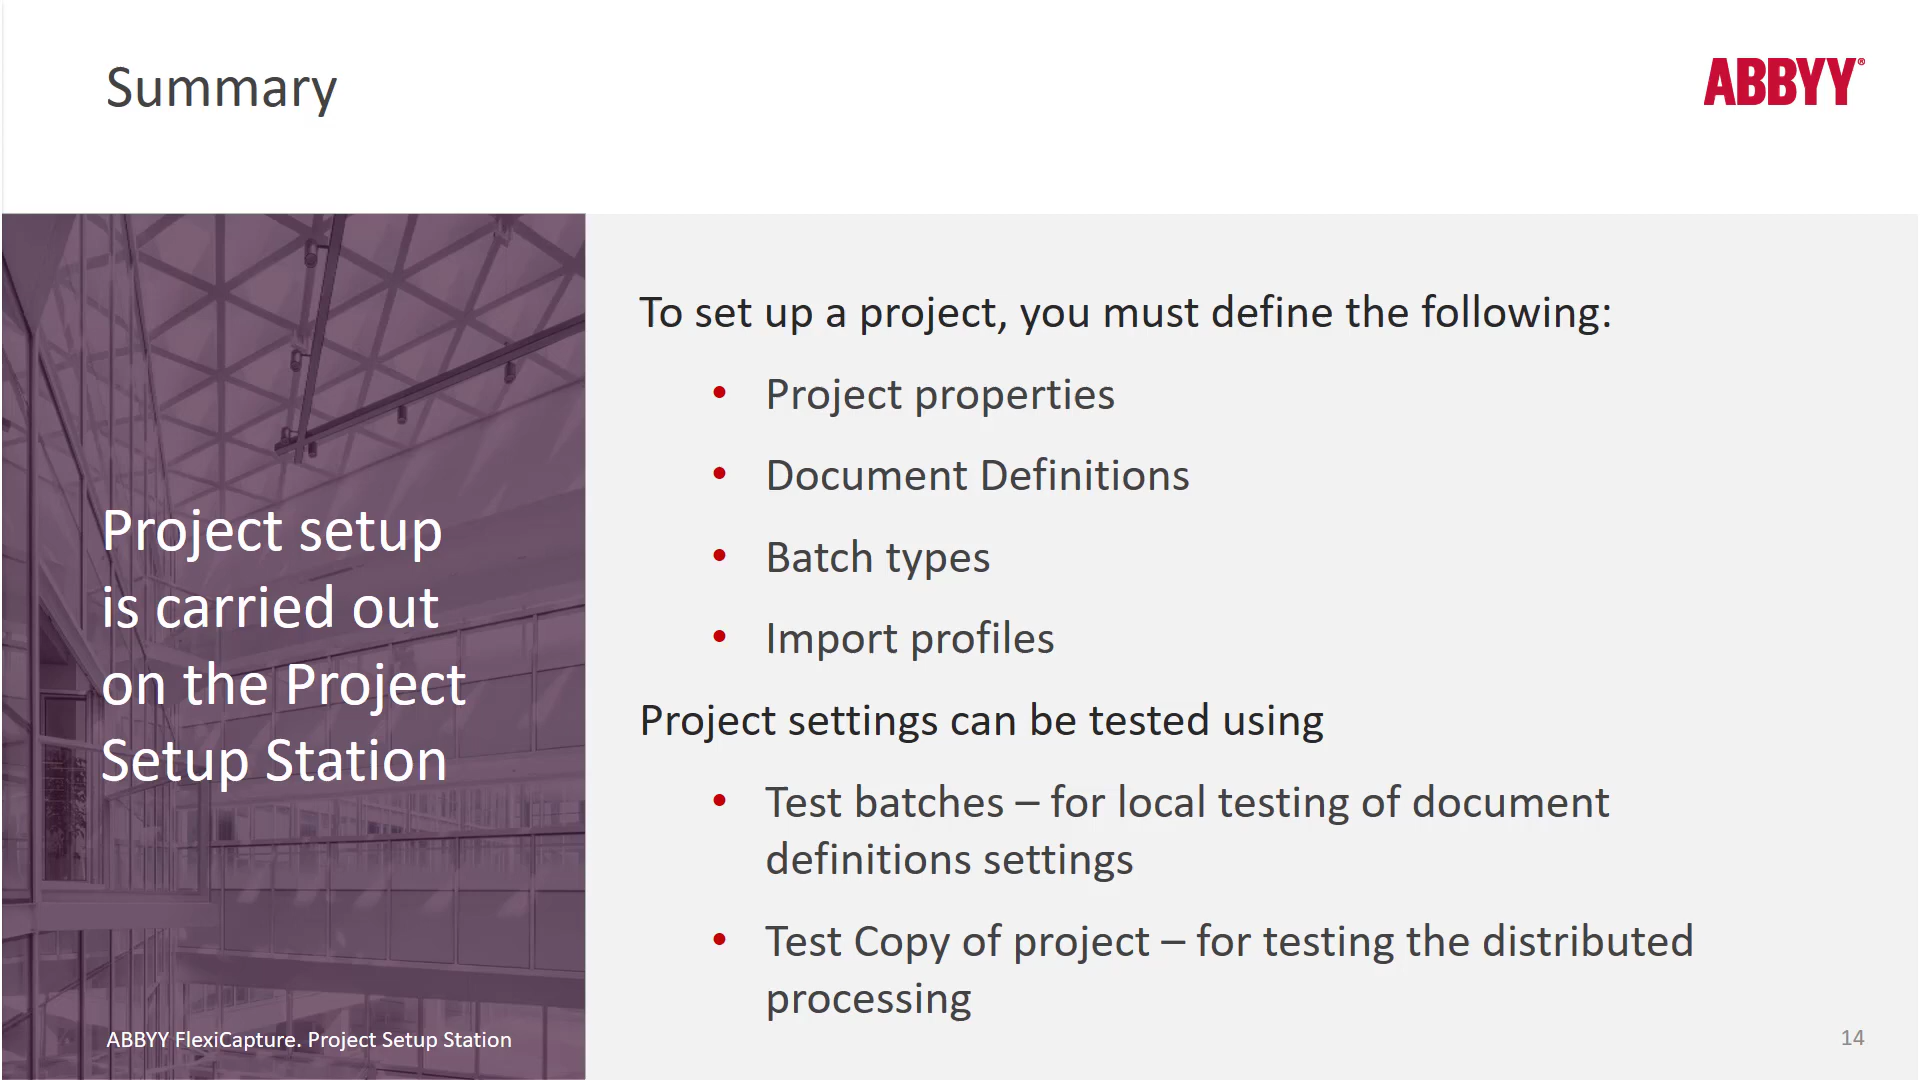 Summary
ABBYY®
Project setup
is carried out
on the Project
Setup Station
ABBYY FlexiCapture. Project Setup Station
To set up a project, you must define the following:
• Project properties
• Document Definitions
• Batch types
• Import profiles
Project settings can be tested using
• Test batches – for local testing of document
definitions settings
• Test Copy of project – for testing the distributed
processing
14